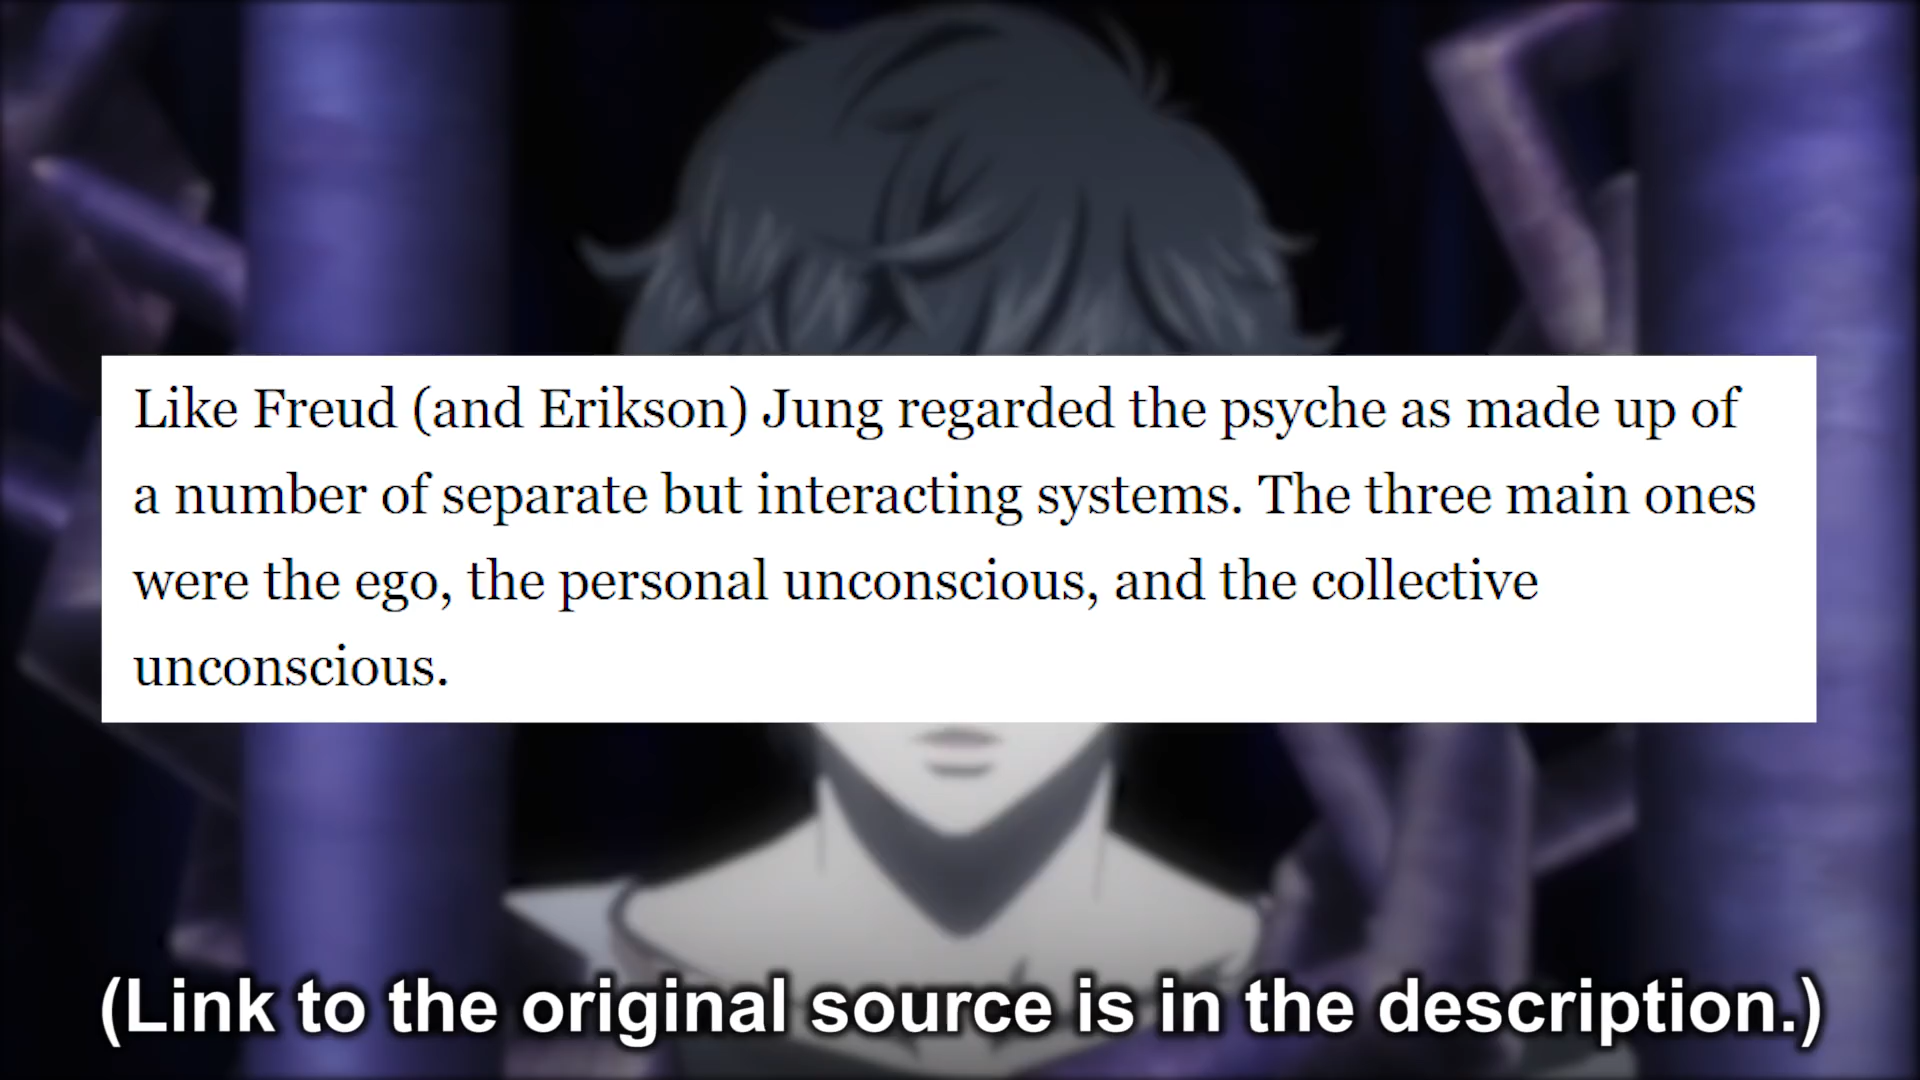 Like Freud (and Erikson) Jung regarded the psyche as made up of
a number of separate but interacting systems. The three main ones
were the ego, the personal unconscious, and the collective
unconscious.
(Link to the original source is in the description.)